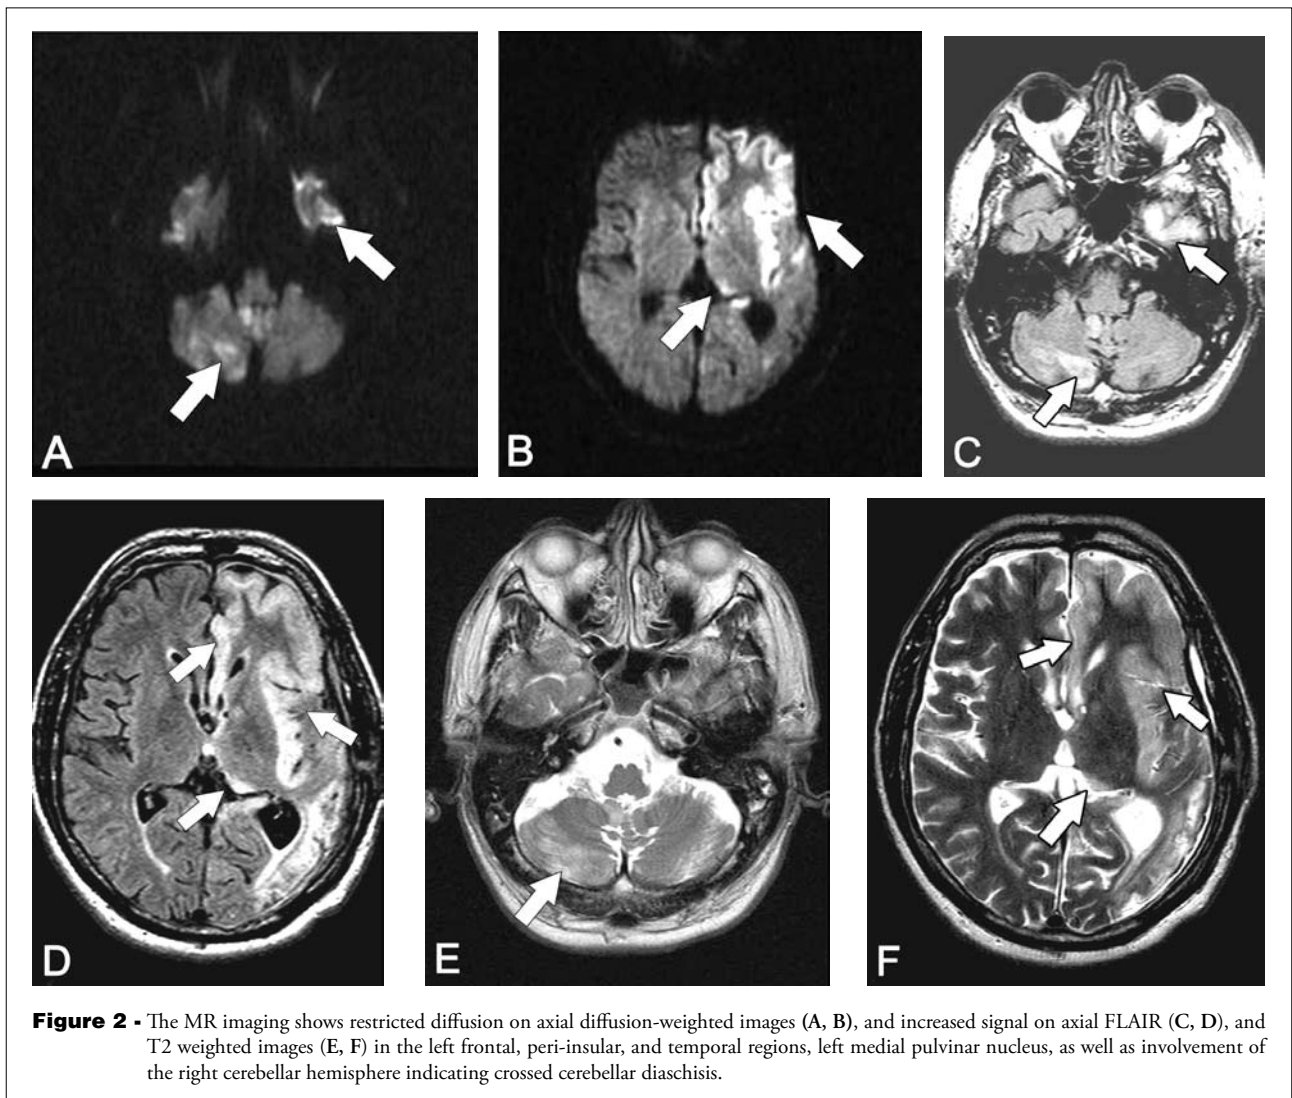 A
B
C
D
E
F
Figure 2 - The MR imaging shows restricted diffusion on axial diffusion-weighted images (A, B), and increased signal on axial FLAIR (C, D), and
T2 weighted images (E, F) in the left frontal, peri-insular, and temporal regions, left medial pulvinar nucleus, as well as involvement of
the right cerebellar hemisphere indicating crossed cerebellar diaschisis.